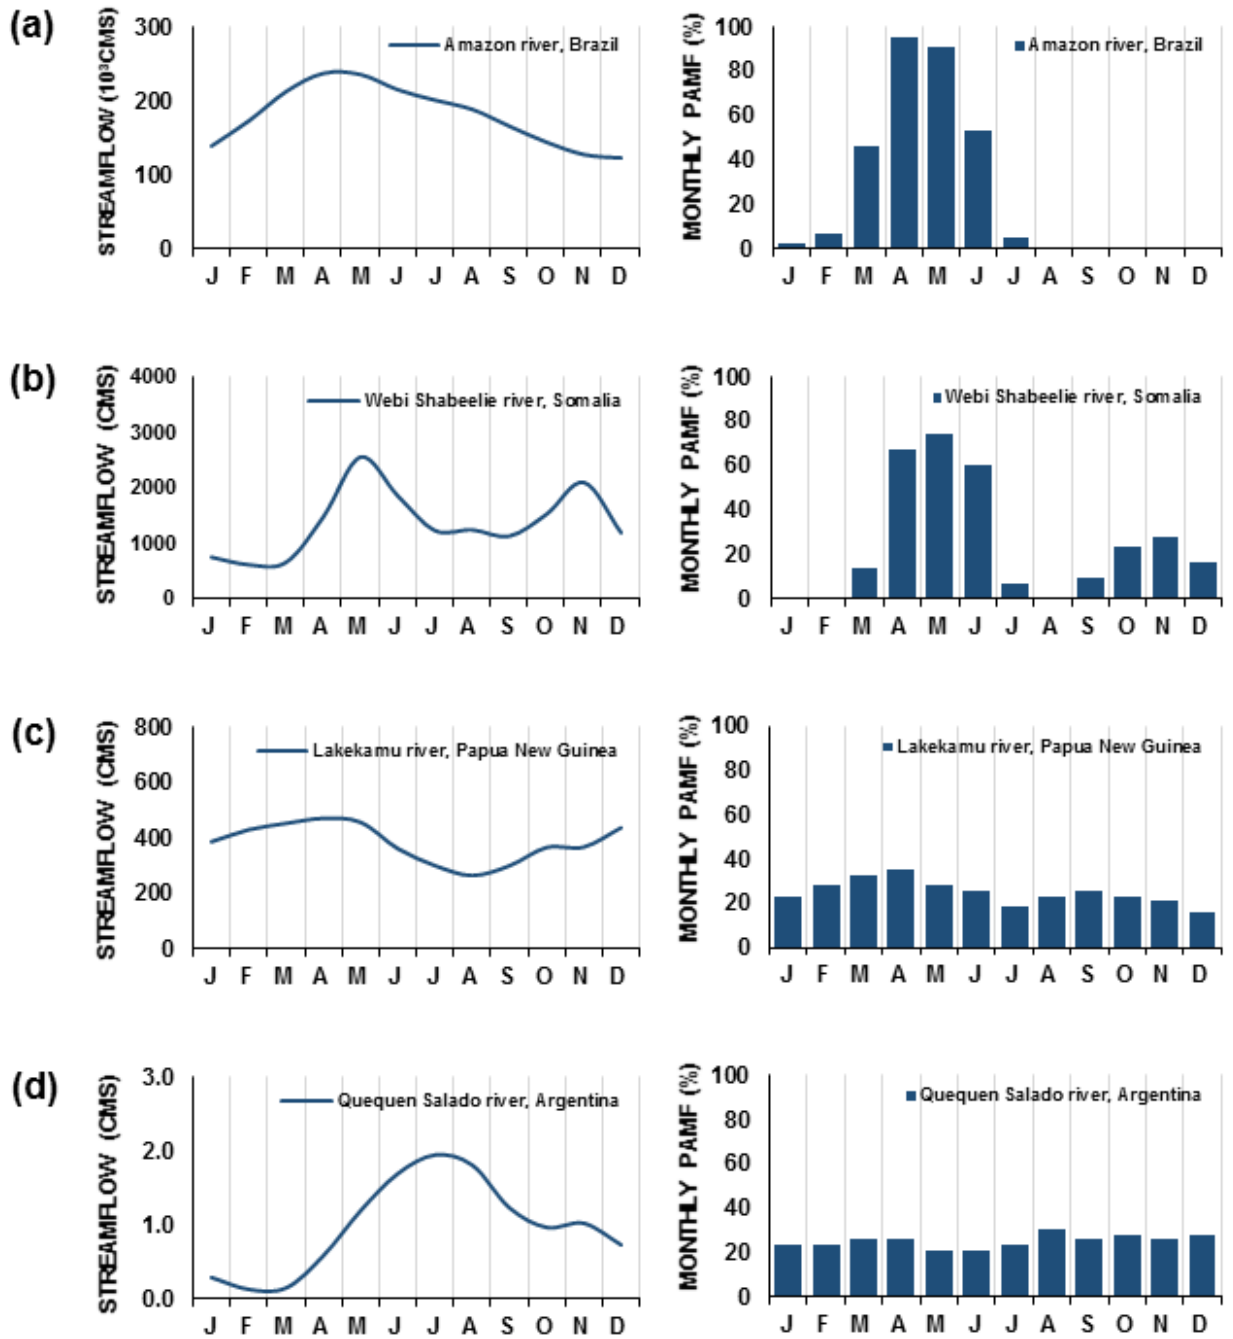 (a)
STREAMFLOW (10³CMS)
300
200
100
0
Amazon river, Brazil
J F M A M J J A S O N D
MONTHLY PAMF (%)
100
80
60
40
20
0
Amazon river, Brazil
J F M A M J J A S O N D
(b)
STREAMFLOW (CMS)
4000
3000
2000
1000
0
Webi Shabeelie river, Somalia
J F M A M J J A S O N D
MONTHLY PAMF (%)
100
80
60
40
20
0
Webi Shabeelie river, Somalia
J F M A M J J A S O N D
(c)
STREAMFLOW (CMS)
800
600
400
200
0
Lakekamu river, Papua New Guinea
J F M A M J J A S O N D
MONTHLY PAMF (%)
100
80
60
40
20
0
Lakekamu river, Papua New Guinea
J F M A M J J A S O N D
(d)
STREAMFLOW (CMS)
3.0
2.0
1.0
0.0
Quequen Salado river, Argentina
J F M A M J J A S O N D
MONTHLY PAMF (%)
100
80
60
40
20
0
Quequen Salado river, Argentina
J F M A M J J A S O N D